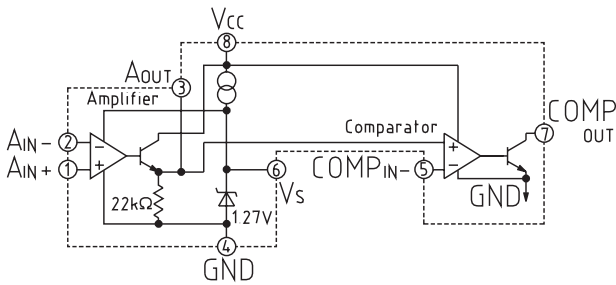 VCC
8
AOUT
3
Amplifier
AIN- 2
AIN+ 1
−
+
22kΩ
1.27V
6
VS
4
GND
Comparator
COMPIN- 5
+
−
7 COMP
OUT
GND